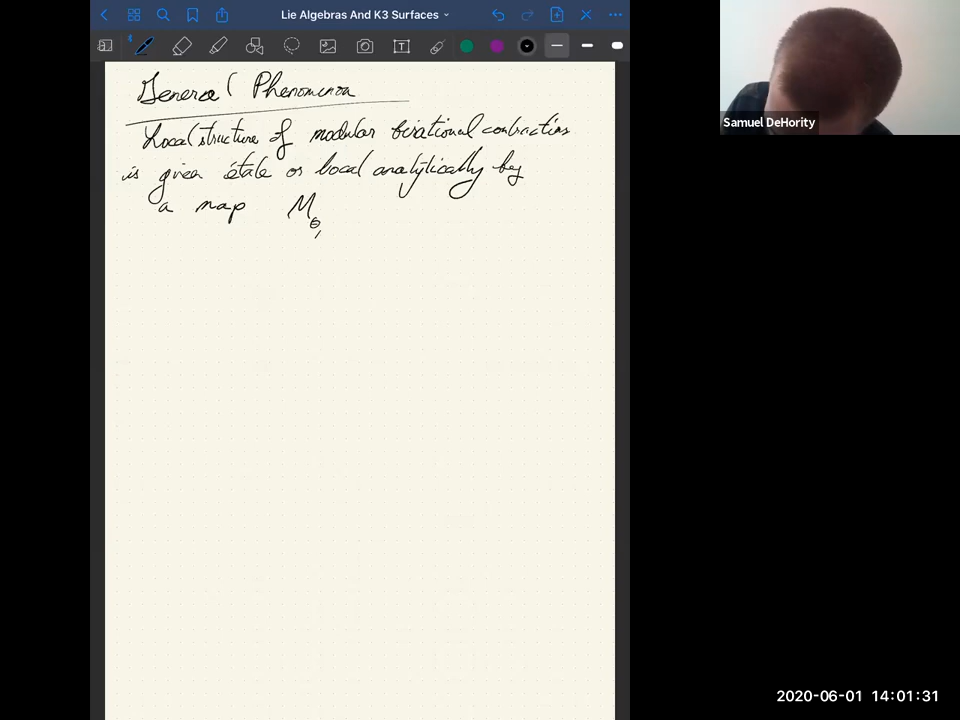 Lie Algebras And K3 Surfaces
General Phenomenon
Local structure of modular birational contractions
is given étale or local analytically by
a map M_θ,
Samuel DeHority
2020-06-01 14:01:31